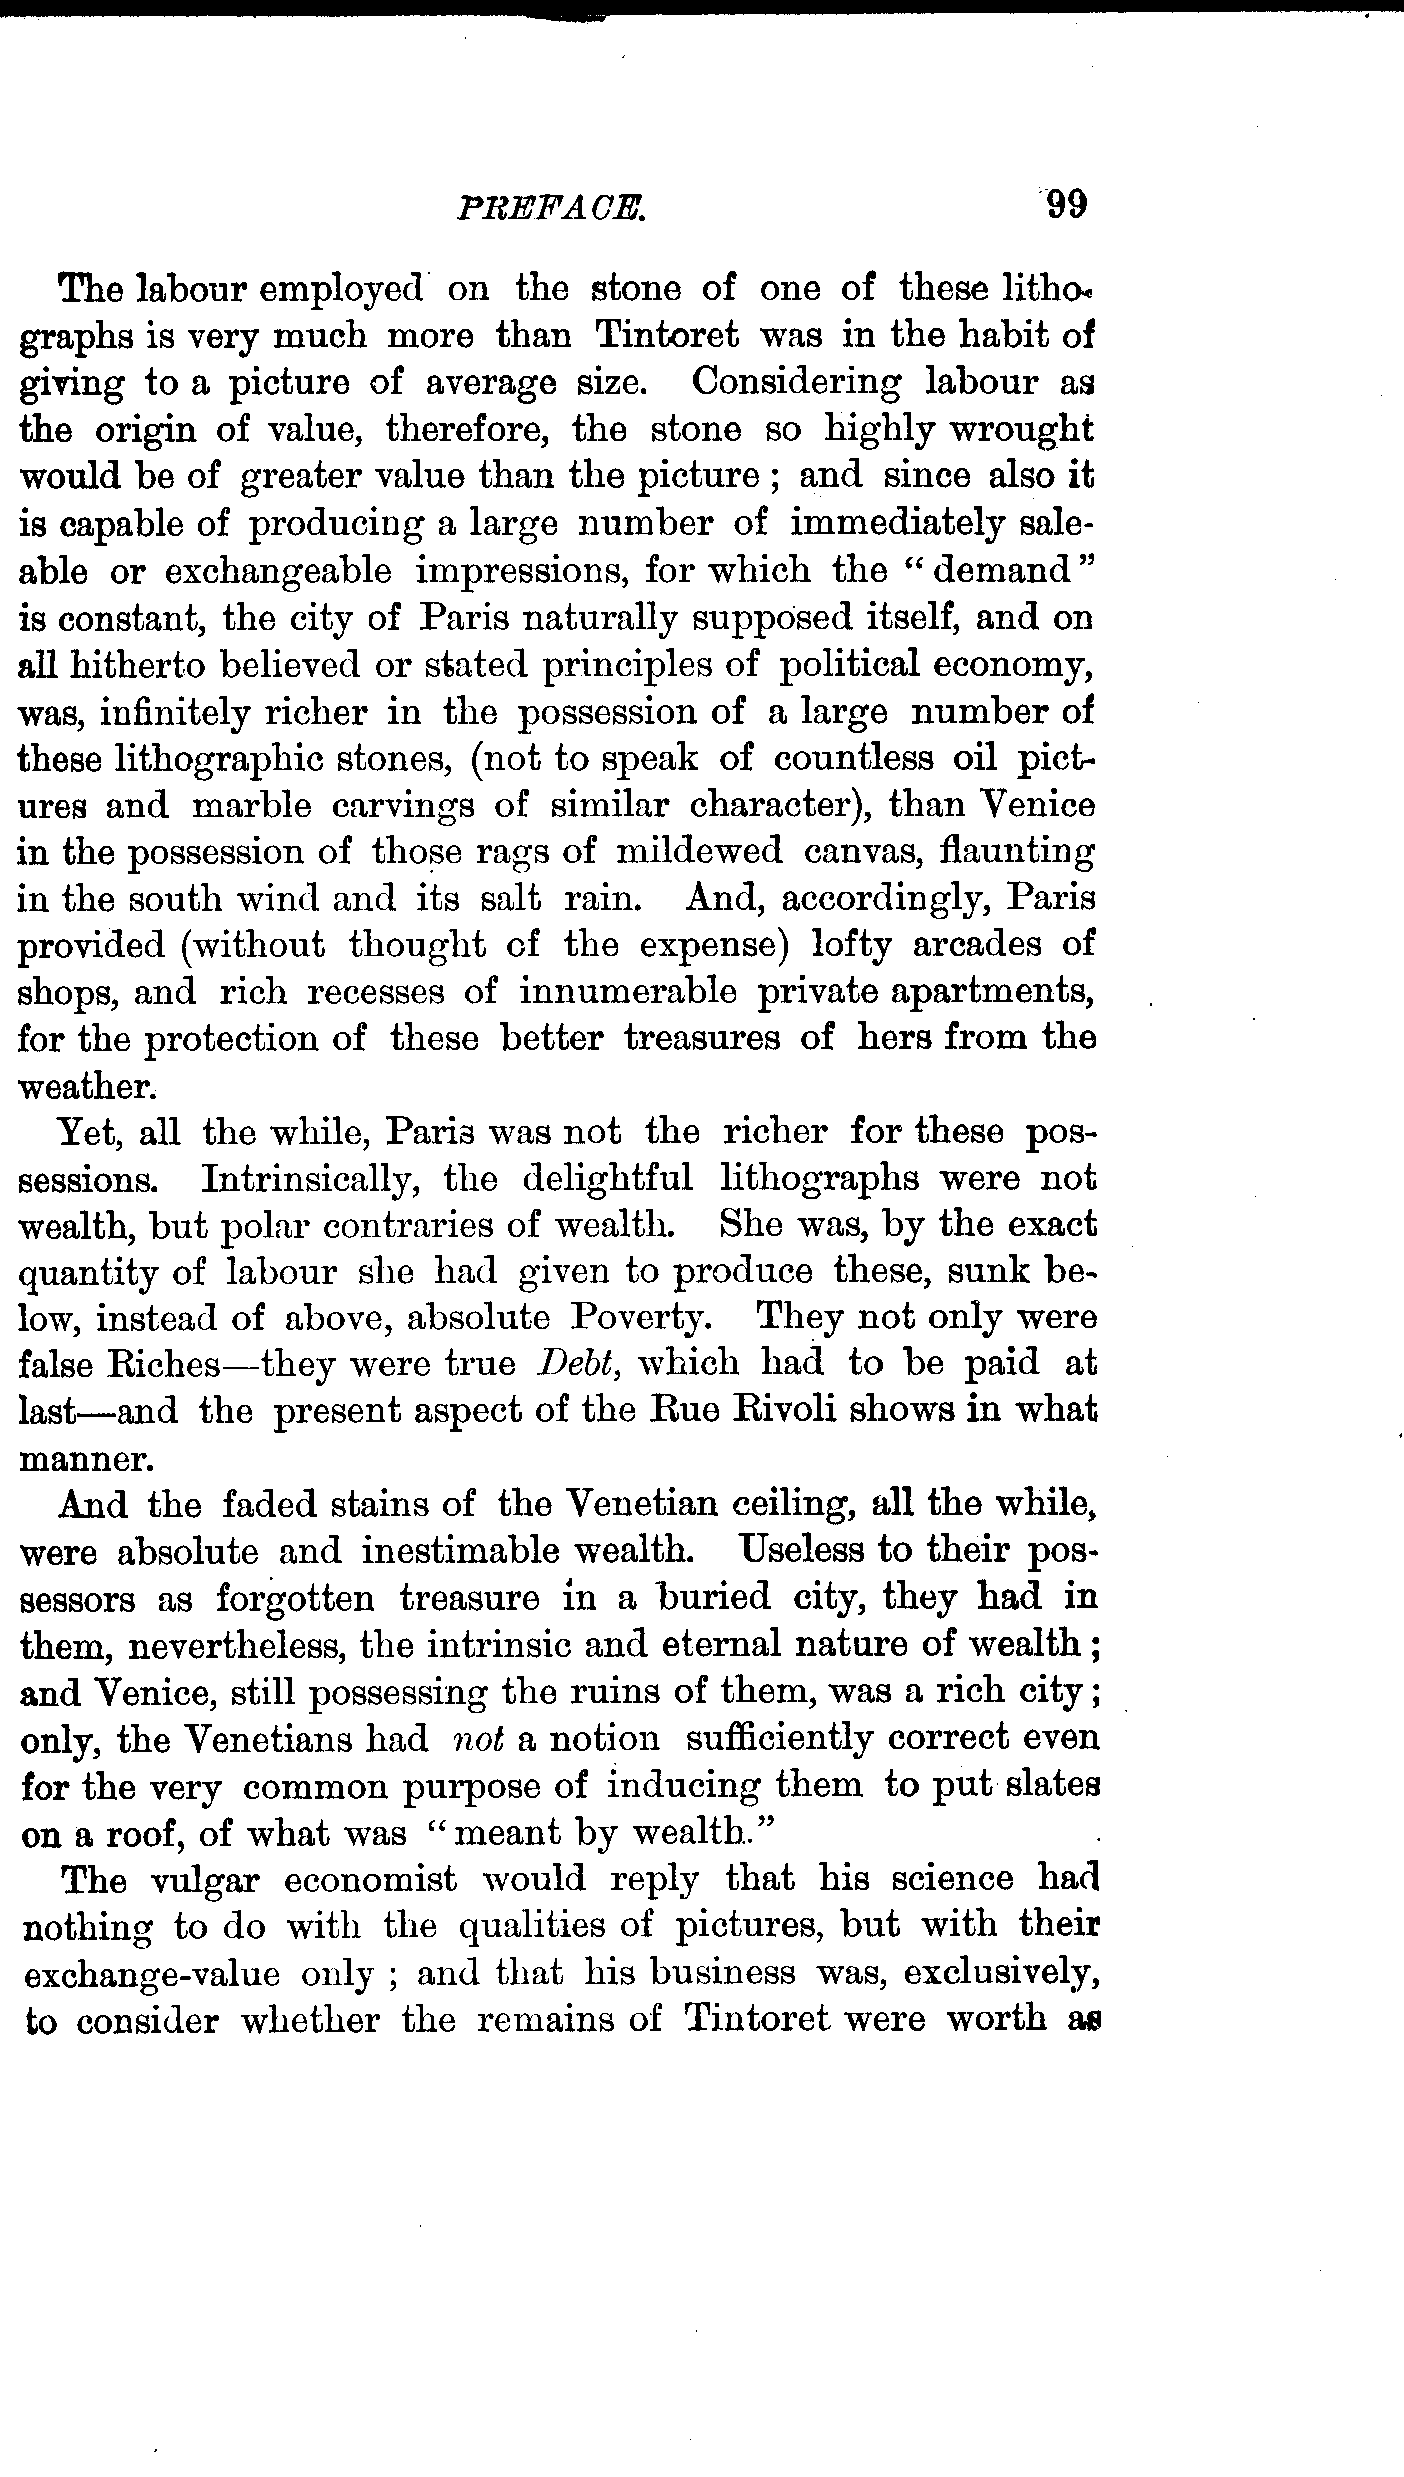 PREFACE. 99
The labour employed on the stone of one of these litho-
graphs is very much more than Tintoret was in the habit of
giving to a picture of average size. Considering labour as
the origin of value, therefore, the stone so highly wrought
would be of greater value than the picture ; and since also it
is capable of producing a large number of immediately sale-
able or exchangeable impressions, for which the “ demand ”
is constant, the city of Paris naturally supposed itself, and on
all hitherto believed or stated principles of political economy,
was, infinitely richer in the possession of a large number of
these lithographic stones, (not to speak of countless oil pict-
ures and marble carvings of similar character), than Venice
in the possession of those rags of mildewed canvas, flaunting
in the south wind and its salt rain. And, accordingly, Paris
provided (without thought of the expense) lofty arcades of
shops, and rich recesses of innumerable private apartments,
for the protection of these better treasures of hers from the
weather.
Yet, all the while, Paris was not the richer for these pos-
sessions. Intrinsically, the delightful lithographs were not
wealth, but polar contraries of wealth. She was, by the exact
quantity of labour she had given to produce these, sunk be-
low, instead of above, absolute Poverty. They not only were
false Riches—they were true Debt, which had to be paid at
last—and the present aspect of the Rue Rivoli shows in what
manner.
And the faded stains of the Venetian ceiling, all the while,
were absolute and inestimable wealth. Useless to their pos-
sessors as forgotten treasure in a buried city, they had in
them, nevertheless, the intrinsic and eternal nature of wealth ;
and Venice, still possessing the ruins of them, was a rich city ;
only, the Venetians had not a notion sufficiently correct even
for the very common purpose of inducing them to put slates
on a roof, of what was “ meant by wealth.”
The vulgar economist would reply that his science had
nothing to do with the qualities of pictures, but with their
exchange-value only ; and that his business was, exclusively,
to consider whether the remains of Tintoret were worth as